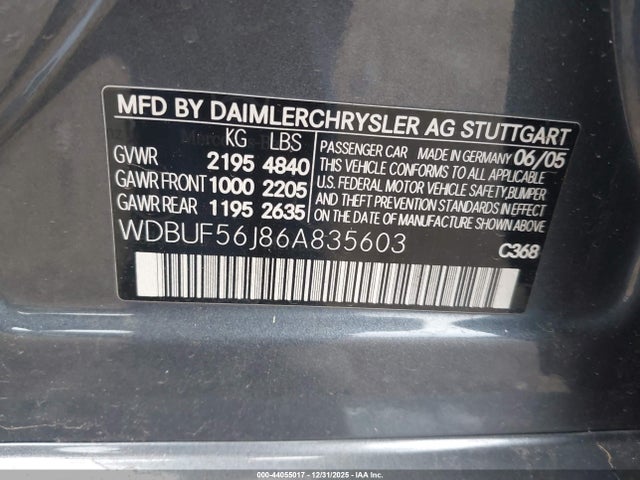 MFD BY DAIMLERCHRYSLER AG STUTTGART
KG LBS
GVWR 2195 4840
GAWR FRONT 1000 2205
GAWR REAR 1195 2635
PASSENGER CAR MADE IN GERMANY 06/05
THIS VEHICLE CONFORMS TO ALL APPLICABLE
U.S. FEDERAL MOTOR VEHICLE SAFETY, BUMPER
AND THEFT PREVENTION STANDARDS
IN EFFECT ON THE DATE OF
MANUFACTURE SHOWN ABOVE
WDBUF56J86A835603
C368
000-44055017 - 12/31/2025 - IAAI.COM